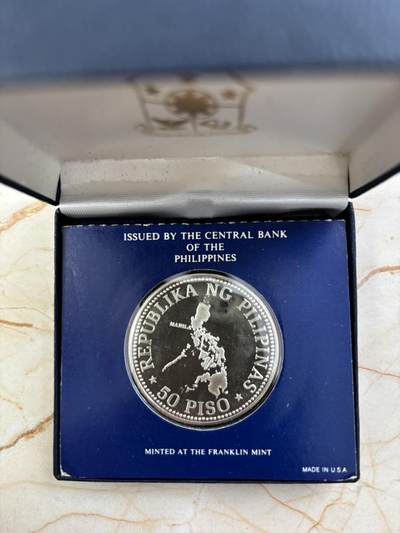 ISSUED BY THE CENTRAL BANK
OF THE
PHILIPPINES
REPUBLIKA NG PILIPINAS
MANILA
50 PISO
MINTED AT THE FRANKLIN MINT
MADE IN U.S.A.